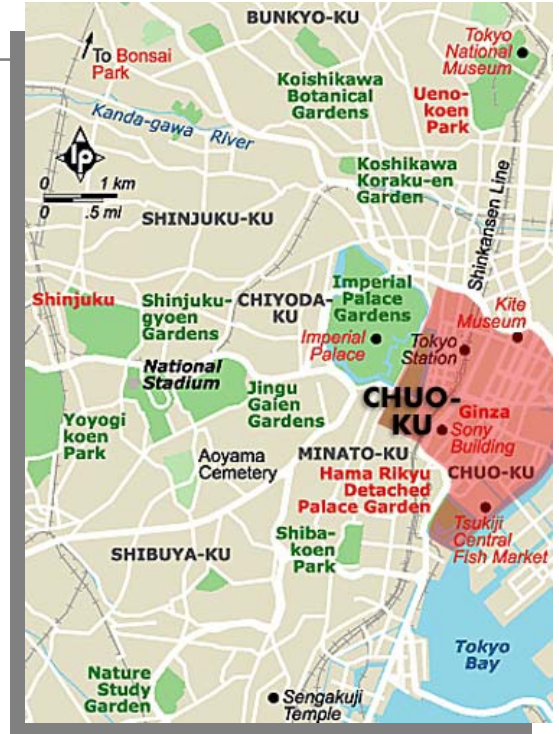 BUNKYO-KU
Tokyo
National
Museum
To Bonsai
Park
Koishikawa
Botanical
Gardens
Ueno-
koen
Park
Kanda-gawa River
lp
0 1 km
0 .5 mi
Koshikawa
Koraku-en
Garden
Shinkansen Line
SHINJUKU-KU
Shinjuku
Shinjuku-
gyoen
Gardens
CHIYODA-
KU
Imperial
Palace
Gardens
Imperial
Palace
Kite
Museum
Tokyo
Station
National
Stadium
Jingu
Gaien
Gardens
CHUO-
KU
Ginza
Sony
Building
Yoyogi
koen
Park
Aoyama
Cemetery
MINATO-KU
CHUO-KU
Hama Rikyu
Detached
Palace Garden
Tsukiji
Central
Fish Market
Shiba-
koen
Park
SHIBUYA-KU
Tokyo
Bay
Nature
Study
Garden
Sengakuji
Temple